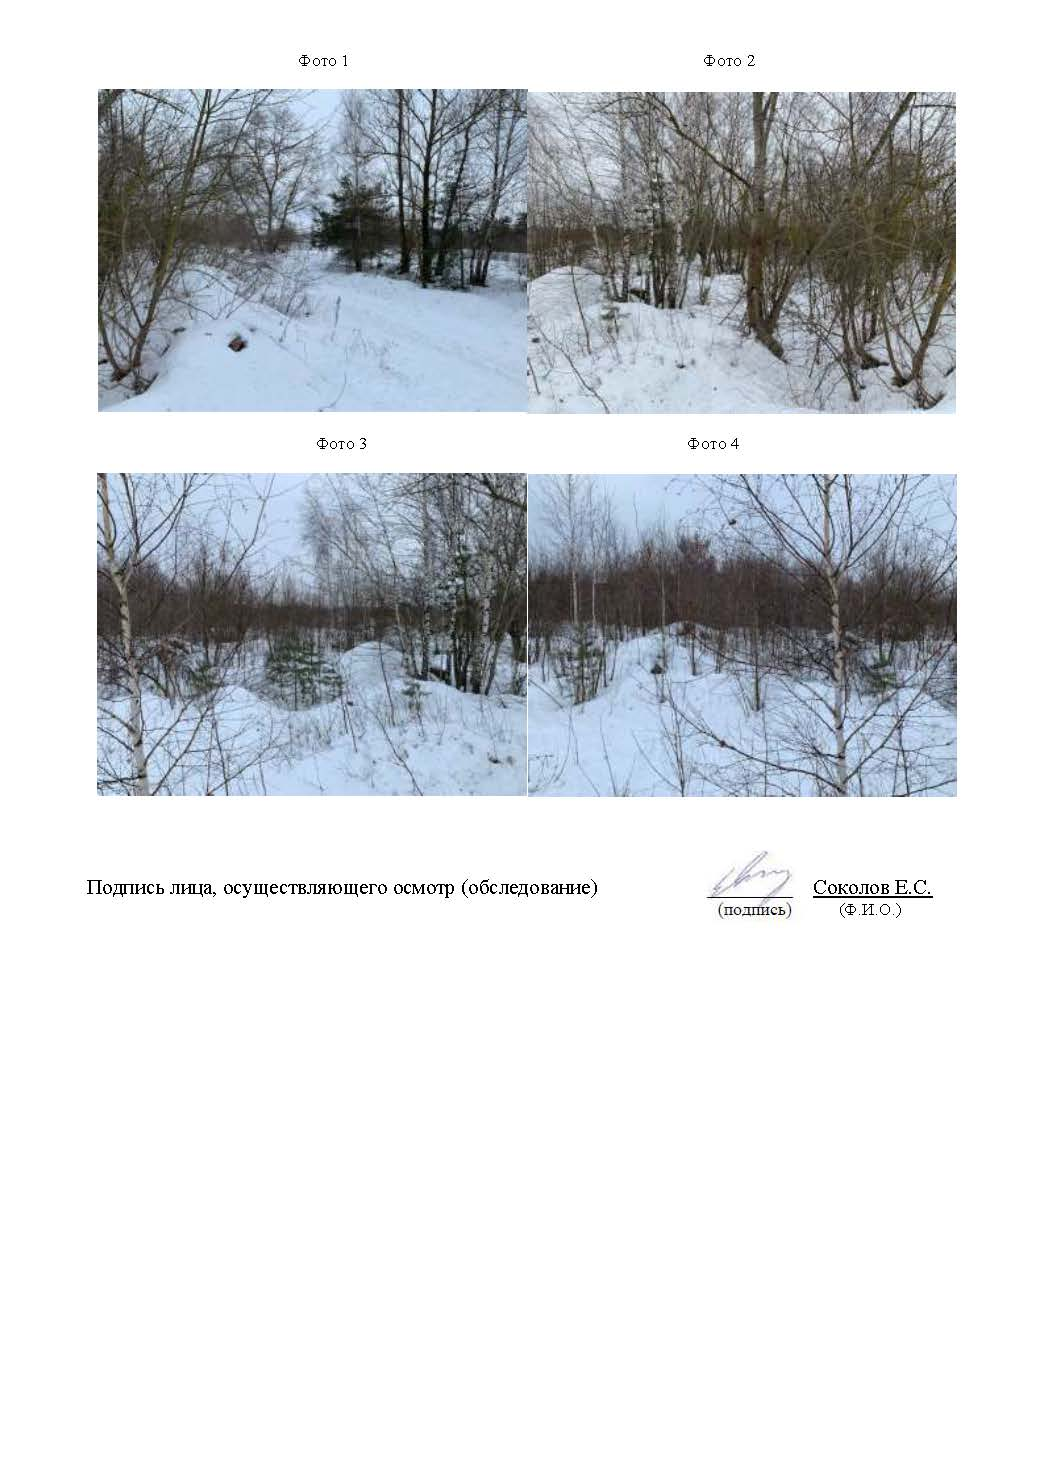 Фото 1
Фото 2
Фото 3
Фото 4
Подпись лица, осуществляющего осмотр (обследование)
Соколов Е.С.
(подпись)
(Ф.И.О.)